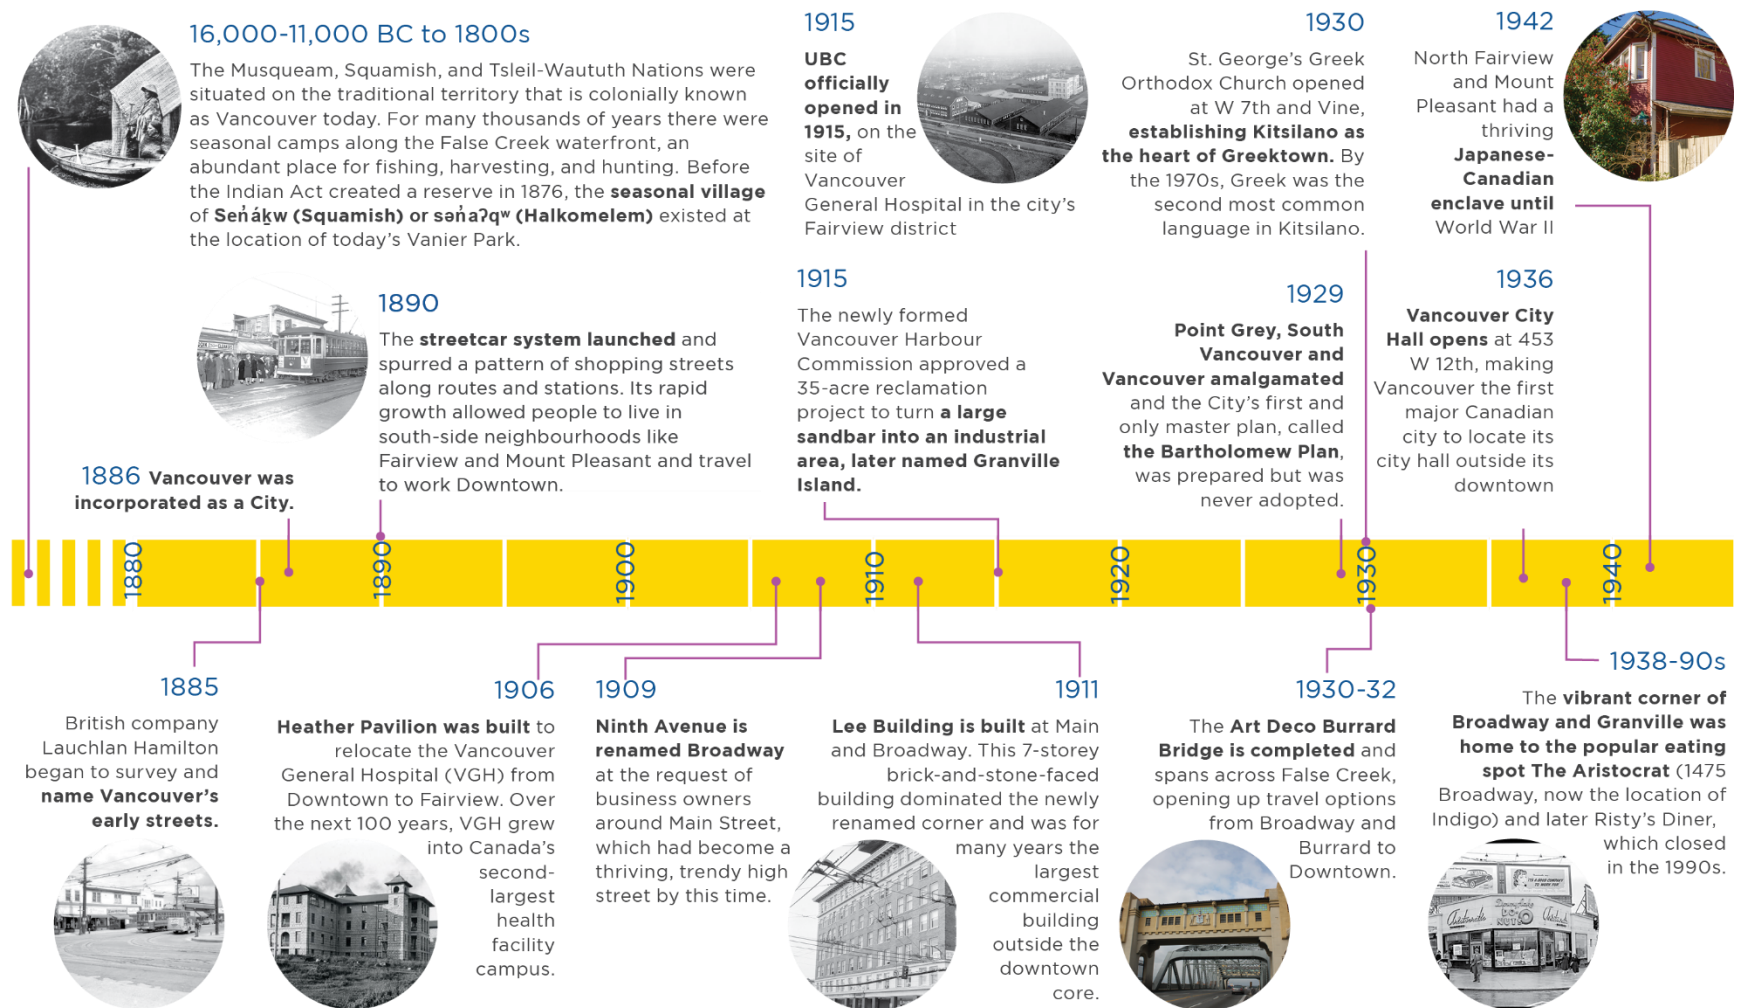 16,000-11,000 BC to 1800s
The Musqueam, Squamish, and Tsleil-Waututh Nations were
situated on the traditional territory that is colonially known
as Vancouver today. For many thousands of years there were
seasonal camps along the False Creek waterfront, an
abundant place for fishing, harvesting, and hunting. Before
the Indian Act created a reserve in 1876, the seasonal village
of Sen̓áḵw (Squamish) or sən̓aʔqʷ (Halkomelem) existed at
the location of today's Vanier Park.
1915
UBC
officially
opened in
1915, on the
site of
Vancouver
General Hospital in the city's
Fairview district
1930
St. George's Greek
Orthodox Church opened
at W 7th and Vine,
establishing Kitsilano as
the heart of Greektown. By
the 1970s, Greek was the
second most common
language in Kitsilano.
1942
North Fairview
and Mount
Pleasant had a
thriving
Japanese-
Canadian
enclave until
World War II
1890
The streetcar system launched and
spurred a pattern of shopping streets
along routes and stations. Its rapid
growth allowed people to live in
south-side neighbourhoods like
Fairview and Mount Pleasant and travel
to work Downtown.
1886 Vancouver was
incorporated as a City.
1915
The newly formed
Vancouver Harbour
Commission approved a
35-acre reclamation
project to turn a large
sandbar into an industrial
area, later named Granville
Island.
1929
Point Grey, South
Vancouver and
Vancouver amalgamated
and the City's first and
only master plan, called
the Bartholomew Plan,
was prepared but was
never adopted.
1936
Vancouver City
Hall opens at 453
W 12th, making
Vancouver the first
major Canadian
city to locate its
city hall outside its
downtown
1880
1890
1900
1910
1920
1930
1940
1885
British company
Lauchlan Hamilton
began to survey and
name Vancouver's
early streets.
1906
Heather Pavilion was built to
relocate the Vancouver
General Hospital (VGH) from
Downtown to Fairview. Over
the next 100 years, VGH grew
into Canada's
second-
largest
health
facility
campus.
1909
Ninth Avenue is
renamed Broadway
at the request of
business owners
around Main Street,
which had become a
thriving, trendy high
street by this time.
1911
Lee Building is built at Main
and Broadway. This 7-storey
brick-and-stone-faced
building dominated the newly
renamed corner and was for
many years the
largest
commercial
building
outside the
downtown
core.
1930-32
The Art Deco Burrard
Bridge is completed and
spans across False Creek,
opening up travel options
from Broadway and
Burrard to
Downtown.
1938-90s
The vibrant corner of
Broadway and Granville was
home to the popular eating
spot The Aristocrat (1475
Broadway, now the location of
Indigo) and later Risty's Diner,
which closed
in the 1990s.